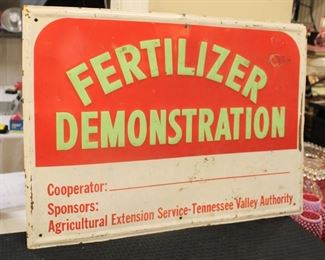 FERTILIZER
DEMONSTRATION
Cooperator:
Sponsors:
Agricultural Extension Service-Tennessee Valley Authority